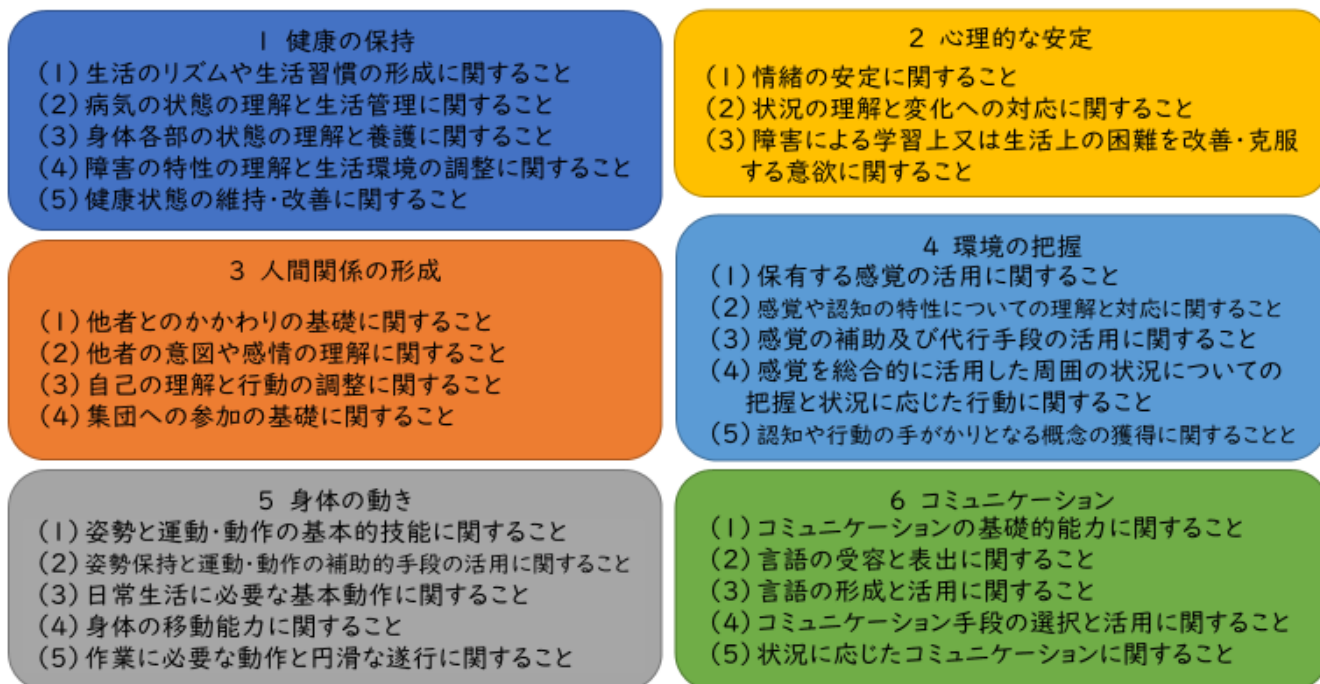 1 健康の保持
(1)生活のリズムや生活習慣の形成に関すること
(2)病気の状態の理解と生活管理に関すること
(3)身体各部の状態の理解と養護に関すること
(4)障害の特性の理解と生活環境の調整に関すること
(5)健康状態の維持・改善に関すること
2 心理的な安定
(1)情緒の安定に関すること
(2)状況の理解と変化への対応に関すること
(3)障害による学習上又は生活上の困難を改善・克服
する意欲に関すること
3 人間関係の形成
(1)他者とのかかわりの基礎に関すること
(2)他者の意図や感情の理解に関すること
(3)自己の理解と行動の調整に関すること
(4)集団への参加の基礎に関すること
4 環境の把握
(1)保有する感覚の活用に関すること
(2)感覚や認知の特性についての理解と対応に関すること
(3)感覚の補助及び代行手段の活用に関すること
(4)感覚を総合的に活用した周囲の状況についての
把握と状況に応じた行動に関すること
(5)認知や行動の手がかりとなる概念の獲得に関することと
5 身体の動き
(1)姿勢と運動・動作の基本的技能に関すること
(2)姿勢保持と運動・動作の補助的手段の活用に関すること
(3)日常生活に必要な基本動作に関すること
(4)身体の移動能力に関すること
(5)作業に必要な動作と円滑な遂行に関すること
6 コミュニケーション
(1)コミュニケーションの基礎的能力に関すること
(2)言語の受容と表出に関すること
(3)言語の形成と活用に関すること
(4)コミュニケーション手段の選択と活用に関すること
(5)状況に応じたコミュニケーションに関すること